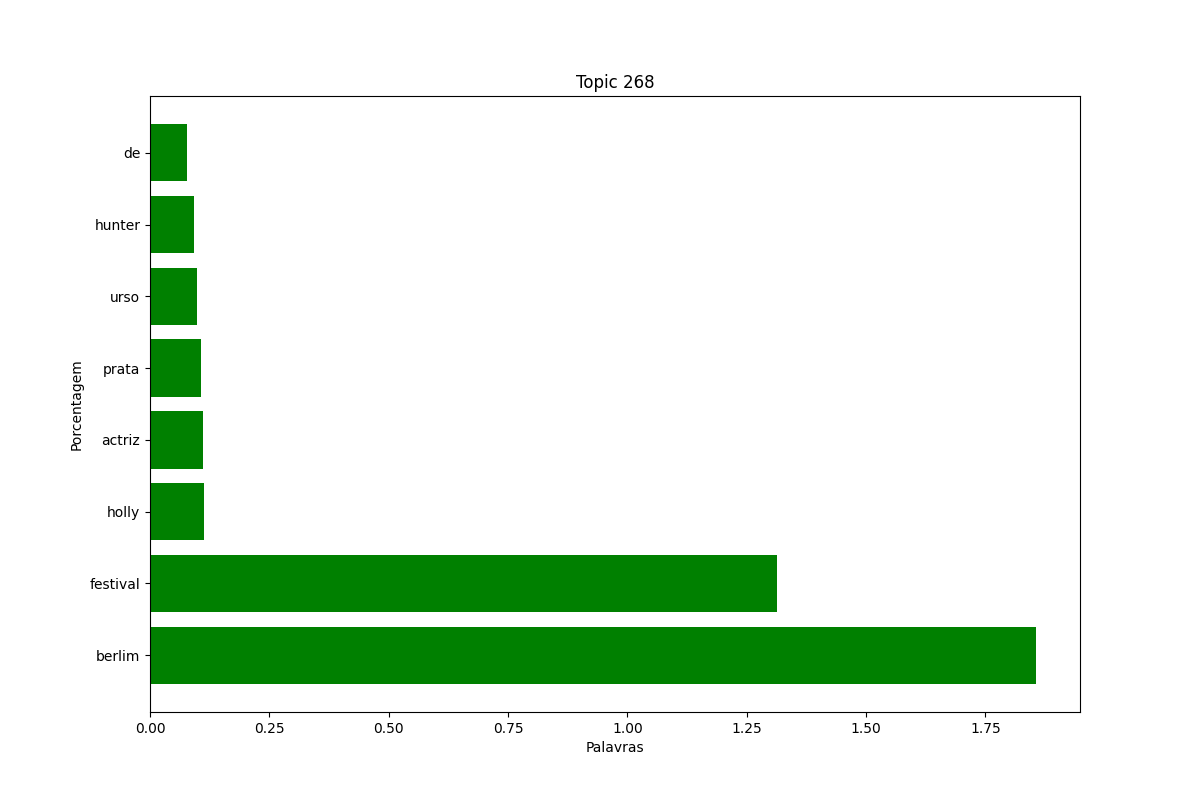 Topic 268
de
hunter
urso
prata
actriz
holly
festival
berlim
Porcentagem
0.00 0.25 0.50 0.75 1.00 1.25 1.50 1.75
Palavras